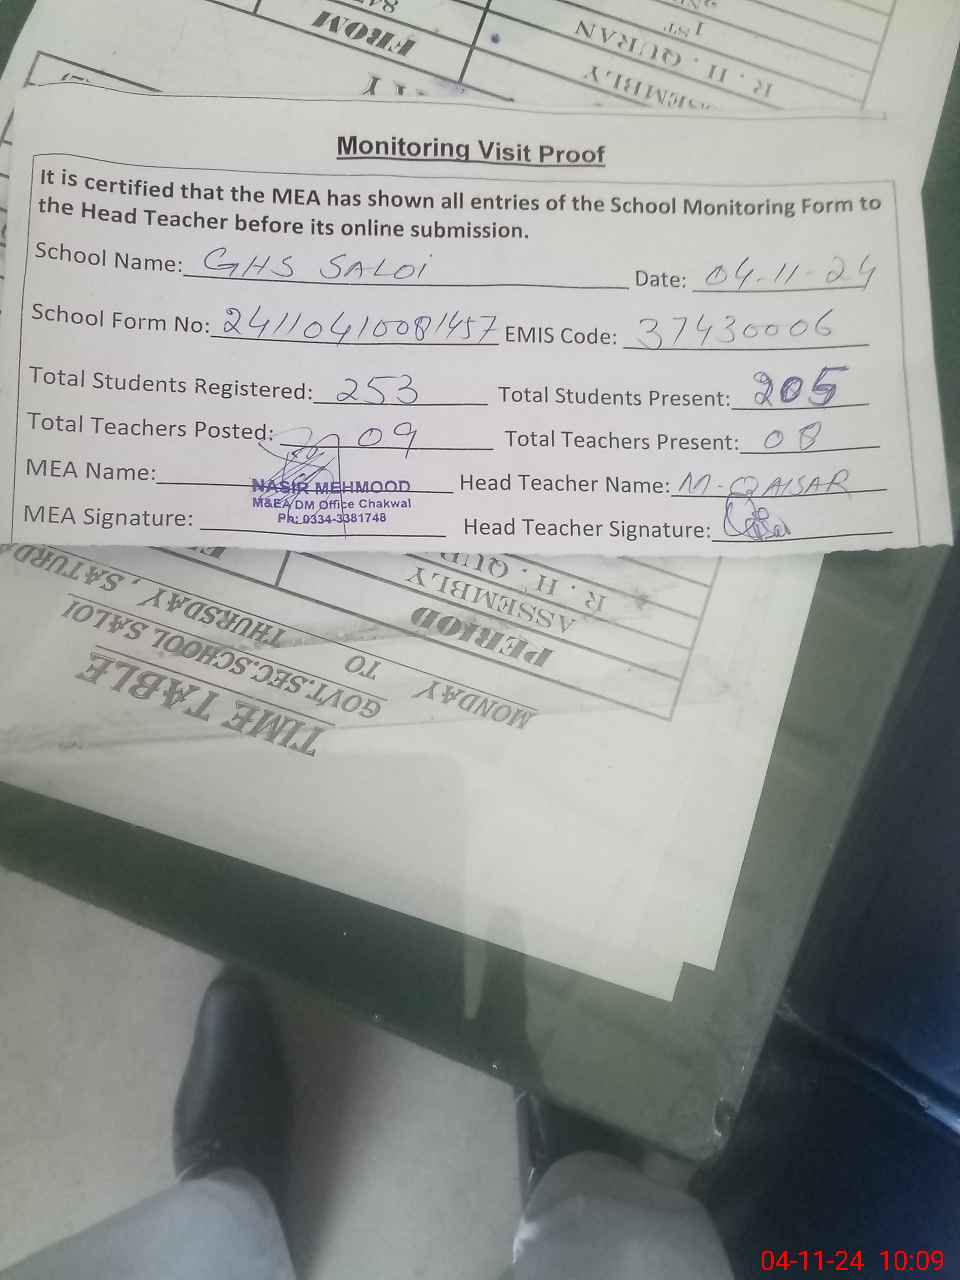 84
FROM
1ST
R . H . QURAN
ASSEMBLY
Monitoring Visit Proof
It is certified that the MEA has shown all entries of the School Monitoring Form to
the Head Teacher before its online submission.
School Name: GHS SALOI Date: 04-11-24
School Form No: 24110410081457 EMIS Code: 37430006
Total Students Registered: 253 Total Students Present: 205
Total Teachers Posted: 09 Total Teachers Present: 08
MEA Name: NASIR MEHMOOD Head Teacher Name: M-QAISAR
M&EA/DM Office Chakwal
Ph: 0334-3381748
MEA Signature: Head Teacher Signature:
TIME TABLE
GOVT.SEC.SCHOOL SALOI
MONDAY TO THURSDAY , SATURD
PERIOD
ASSEMBLY
04-11-24 10:09